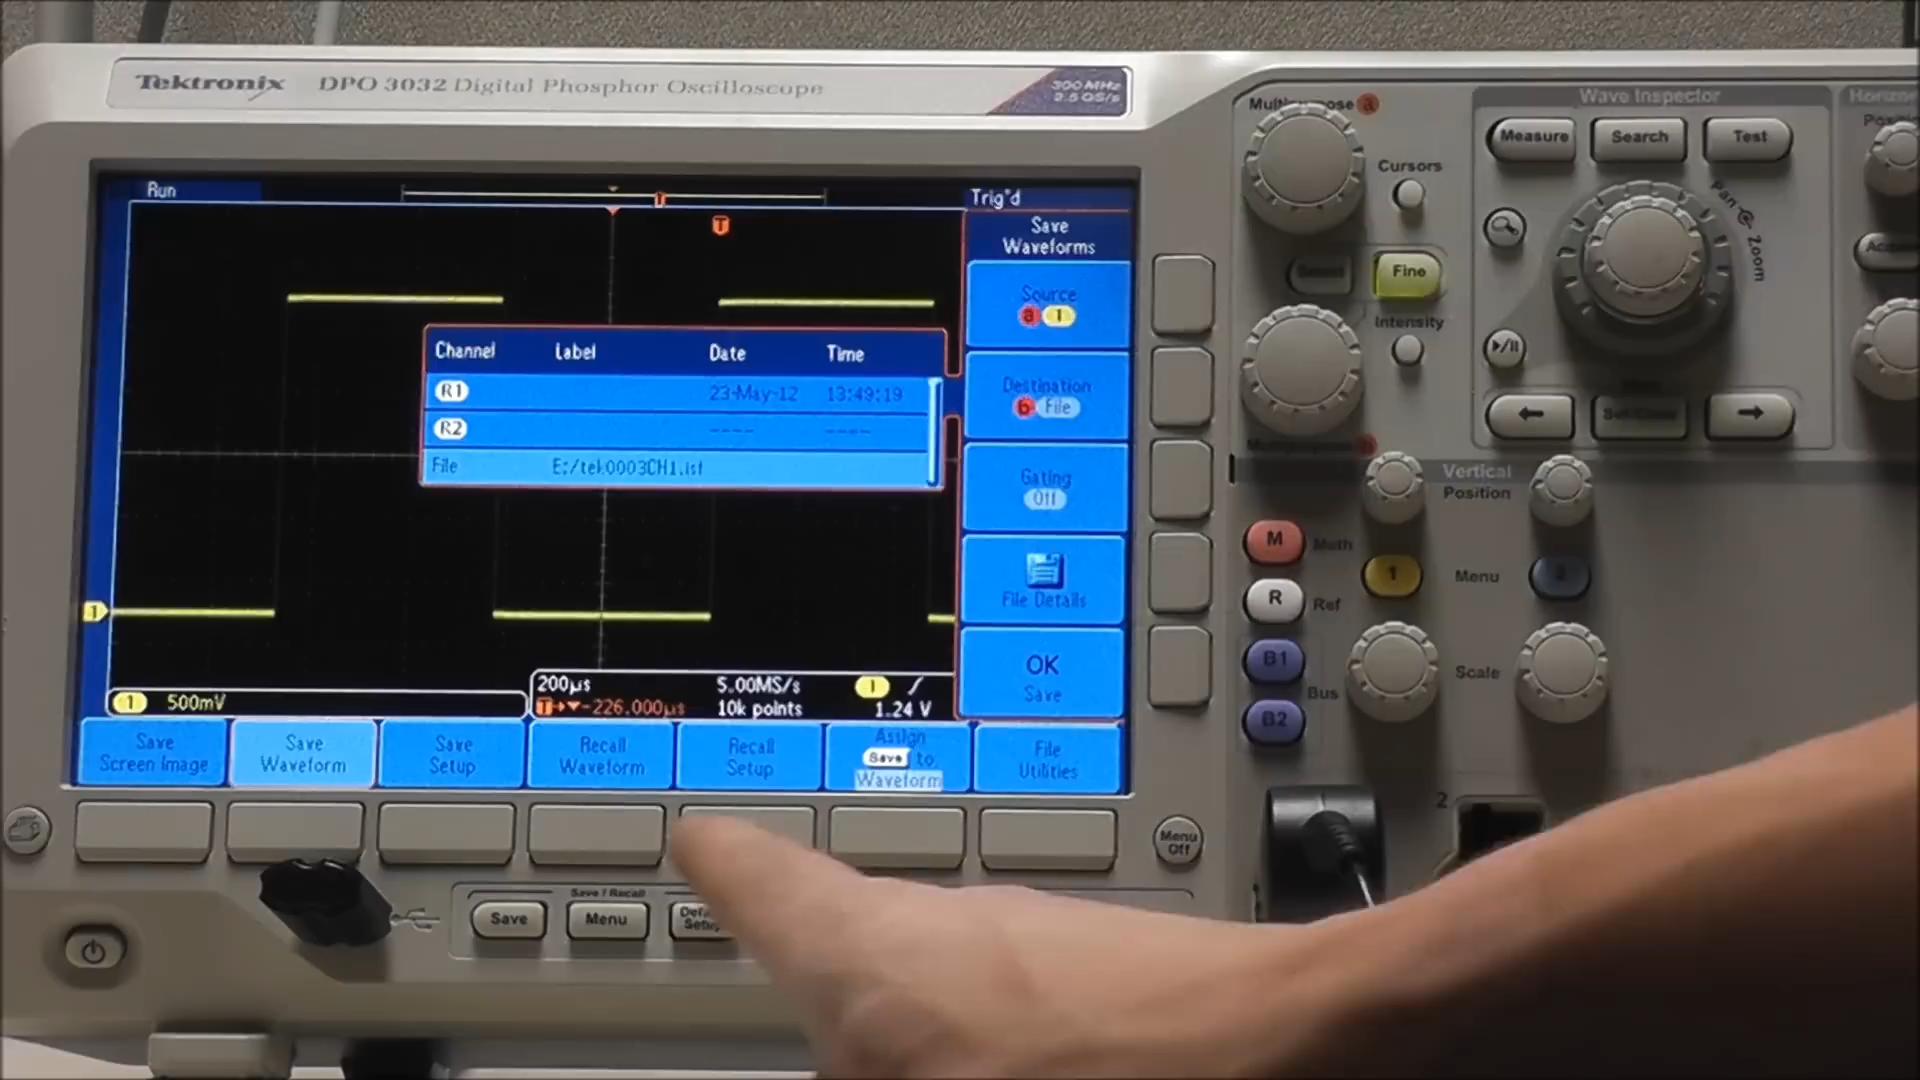 Tektronix DPO 3032 Digital Phosphor Oscilloscope
300 MHz
2.5 GS/s
Run
Trig'd
Save
Waveforms
Source
a 1
Destination
b File
Gating
Off
File Details
OK
Save
Channel Label Date Time
R1 23-May-12 13:49:19
R2 ---- ----
File E:/tek0003CH1.isf
1
1 500mV
200µs 5.00MS/s 1
-226.000µs 10k points 1.24 V
Save
Screen Image
Save
Waveform
Save
Setup
Recall
Waveform
Recall
Setup
Assign
Save to
Waveform
File
Utilities
Save / Recall
Save
Menu
Menu
Off
a
Cursors
Fine
Intensity
Wave Inspector
Measure
Search
Test
Pan
Zoom
Vertical
Position
M Math
1
Menu
2
R Ref
B1
Bus
B2
Scale
2